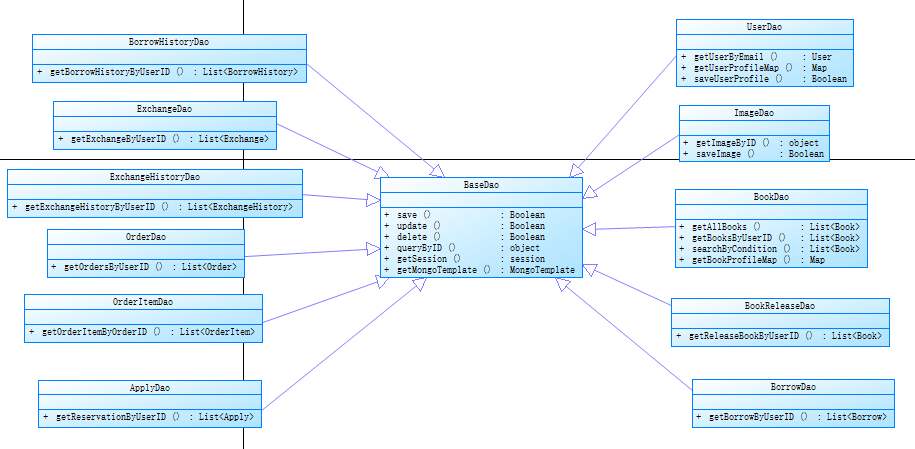 BorrowHistoryDao
+ getBorrowHistoryByUserID () : List<BorrowHistory>
ExchangeDao
+ getExchangeByUserID () : List<Exchange>
ExchangeHistoryDao
+ getExchangeHistoryByUserID () : List<ExchangeHistory>
OrderDao
+ getOrdersByUserID () : List<Order>
OrderItemDao
+ getOrderItemByOrderID () : List<OrderItem>
ApplyDao
+ getReservationByUserID () : List<Apply>
BaseDao
+ save () : Boolean
+ update () : Boolean
+ delete () : Boolean
+ queryByID () : object
+ getSession () : session
+ getMongoTemplate () : MongoTemplate
UserDao
+ getUserByEmail () : User
+ getUserProfileMap () : Map
+ saveUserProfile () : Boolean
ImageDao
+ getImageByID () : object
+ saveImage () : Boolean
BookDao
+ getAllBooks () : List<Book>
+ getBooksByUserID () : List<Book>
+ searchByCondition () : List<Book>
+ getBookProfileMap () : Map
BookReleaseDao
+ getReleaseBookByUserID () : List<Book>
BorrowDao
+ getBorrowByUserID () : List<Borrow>